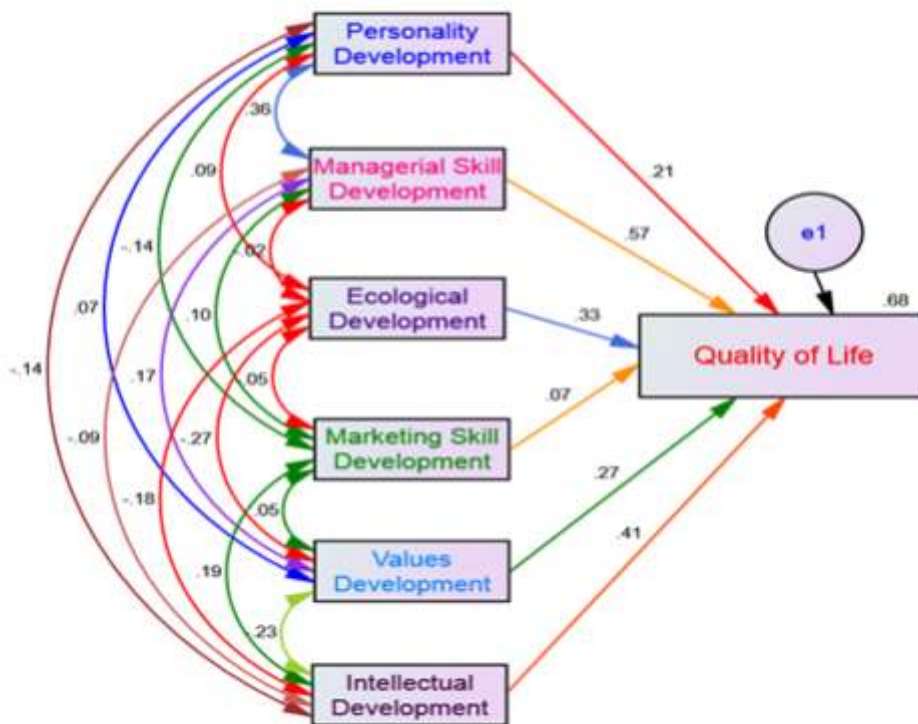 Personality
Development
.36
.21
Managerial Skill
Development
e1
.09
.57
-.14
-.02
Ecological
Development
.68
.07
.10
.33
Quality of Life
-.14
.17
.05
.07
-.09
Marketing Skill
Development
-.27
.27
-.18
.05
.41
Values
Development
.19
-.23
Intellectual
Development